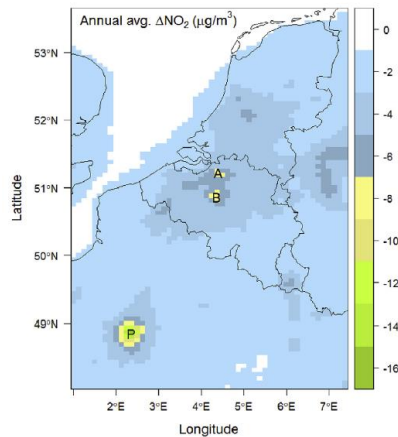 Annual avg. ΔNO₂ (μg/m³)
53°N
52°N
51°N
50°N
49°N
Latitude
A
B
P
2°E 3°E 4°E 5°E 6°E 7°E
Longitude
0
-2
-4
-6
-8
-10
-12
-14
-16